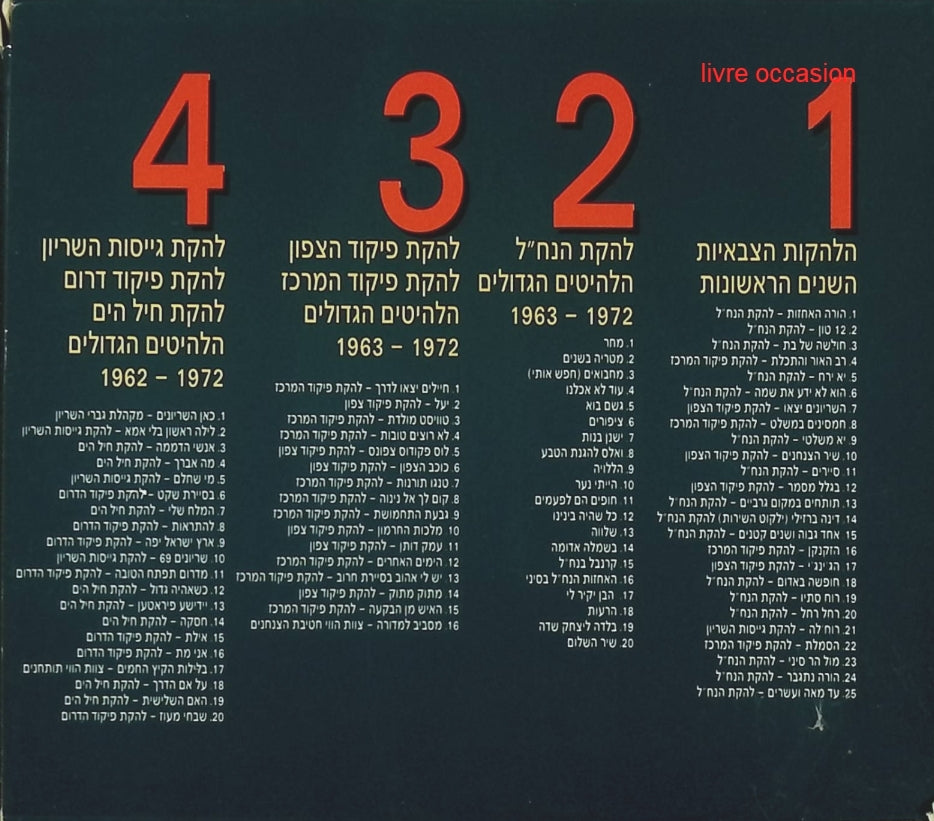 livre occasion
1
הלהקות הצבאיות
השנים הראשונות
1. הורה האחזות - להקת הנח"ל
2. 12 טון - להקת הנח"ל
3. חולשה של בת - להקת הנח"ל
4. רב האור והתכלת - להקת פיקוד המרכז
5. יא ירח - להקת הנח"ל
6. הוא לא ידע את שמה - להקת הנח"ל
7. השריונים יצאו - להקת פיקוד הצפון
8. חמסינים במשלט - להקת פיקוד המרכז
9. יא משלטי - להקת הנח"ל
10. שיר הצנחנים - להקת פיקוד הצפון
11. סיירים - להקת הנח"ל
12. בגלל מסמר - להקת פיקוד הצפון
13. תותחים במקום גרביים - להקת הנח"ל
14. דינה ברזילי (ילקוט השירות) להקת הנח"ל
15. אחד גבוה ושנים קטנים - להקת הנח"ל
16. הזקנקן - להקת פיקוד המרכז
17. הג'ינג'י - להקת פיקוד הצפון
18. חופשה באדום - להקת הנח"ל
19. רוח סתיו - להקת הנח"ל
20. רחל רחל - להקת הנח"ל
21. רוח לה - להקת גייסות השריון
22. הסמלת - להקת פיקוד המרכז
23. מול הר סיני - להקת הנח"ל
24. הורה נתגבר - להקת הנח"ל
25. עד מאה ועשרים - להקת הנח"ל
2
להקת הנח"ל
הלהיטים הגדולים
1963 - 1972
1. מחר
2. מטריה בשנים
3. מחבואים (חפש אותי)
4. עוד לא אכלנו
5. גשם בוא
6. ציפורים
7. ישנן בנות
8. ואלס להגנת הטבע
9. הללויה
10. הייתי נער
11. חופים הם לפעמים
12. כל שהיה בינינו
13. שלווה
14. בשמלה אדומה
15. קרנבל בנח"ל
16. האחזות הנח"ל בסיני
17. הבן יקיר לי
18. הרעות
19. בלדה ליצחק שדה
20. שיר השלום
3
להקת פיקוד הצפון
להקת פיקוד המרכז
הלהיטים הגדולים
1963 - 1972
1. חיילים יצאו לדרך - להקת פיקוד המרכז
2. יעל - להקת פיקוד צפון
3. טוויסט מולדת - להקת פיקוד המרכז
4. לא רוצים טובות - להקת פיקוד המרכז
5. לוס פקודוס צפונס - להקת פיקוד צפון
6. כוכב הצפון - להקת פיקוד צפון
7. טנגו תורנות - להקת פיקוד המרכז
8. קום לך אל נינוה - להקת פיקוד המרכז
9. גבעת התחמושת - להקת פיקוד המרכז
10. מלכות החרמון - להקת פיקוד צפון
11. עמק דותן - להקת פיקוד צפון
12. הימים האחרים - להקת פיקוד המרכז
13. יש לי אהוב בסיירת חרוב - להקת פיקוד המרכז
14. מתוק מתוק - להקת פיקוד צפון
15. האיש מן הבקעה - להקת פיקוד המרכז
16. מסביב למדורה - צוות הווי חטיבת הצנחנים
4
להקת גייסות השריון
להקת פיקוד דרום
להקת חיל הים
הלהיטים הגדולים
1962 - 1972
1. כאן השריונים - מקהלת גברי השריון
2. לילה ראשון בלי אמא - להקת גייסות השריון
3. אנשי הדממה - להקת חיל הים
4. מה אברך - להקת חיל הים
5. מי שחלם - להקת גייסות השריון
6. בסיירת שקט - להקת פיקוד הדרום
7. המלח שלי - להקת חיל הים
8. להתראות - להקת פיקוד הדרום
9. ארץ ישראל יפה - להקת פיקוד הדרום
10. שריונים 69 - להקת גייסות השריון
11. מדרום תפתח הטובה - להקת פיקוד הדרום
12. כשאהיה גדול - להקת חיל הים
13. יידישע פיראטען - להקת חיל הים
14. חסקה - להקת חיל הים
15. אילת - להקת פיקוד הדרום
16. אני מת - להקת פיקוד הדרום
17. בלילות הקיץ החמים - צוות הווי תותחנים
18. על אם הדרך - להקת חיל הים
19. האם השלישית - להקת חיל הים
20. שבחי מעוז - להקת פיקוד הדרום